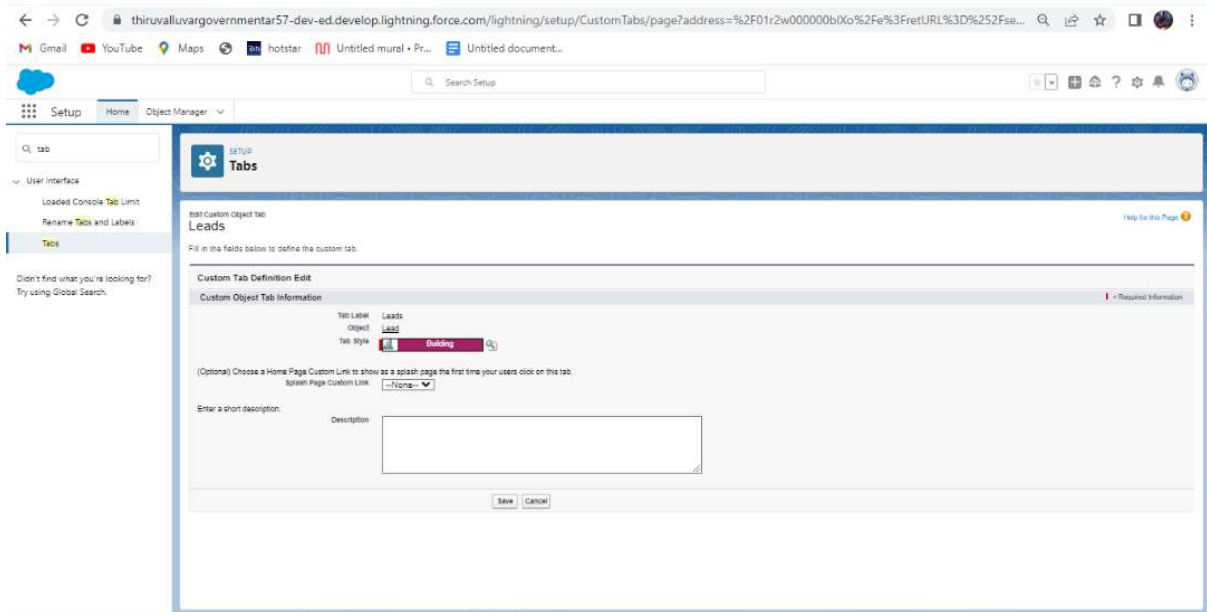 thiruvalluvargovernmentar57-dev-ed.develop.lightning.force.com/lightning/setup/CustomTabs/page?address=%2F01r2w000000blXo%2Fe%3FretURL%3D%252Fse...
Gmail YouTube Maps hotstar Untitled mural • Pr... Untitled document...
Search Setup
Setup Home Object Manager
tab
User Interface
Loaded Console Tab Limit
Rename Tabs and Labels
Tabs
Didn't find what you're looking for?
Try using Global Search.
SETUP
Tabs
Edit Custom Object Tab
Leads
Help for this Page
Fill in the fields below to define the custom tab.
Custom Tab Definition Edit
Custom Object Tab Information
= Required Information
Tab Label Leads
Object Lead
Tab Style Building
(Optional) Choose a Home Page Custom Link to show as a splash page the first time your users click on this tab.
Splash Page Custom Link --None--
Enter a short description.
Description
Save Cancel